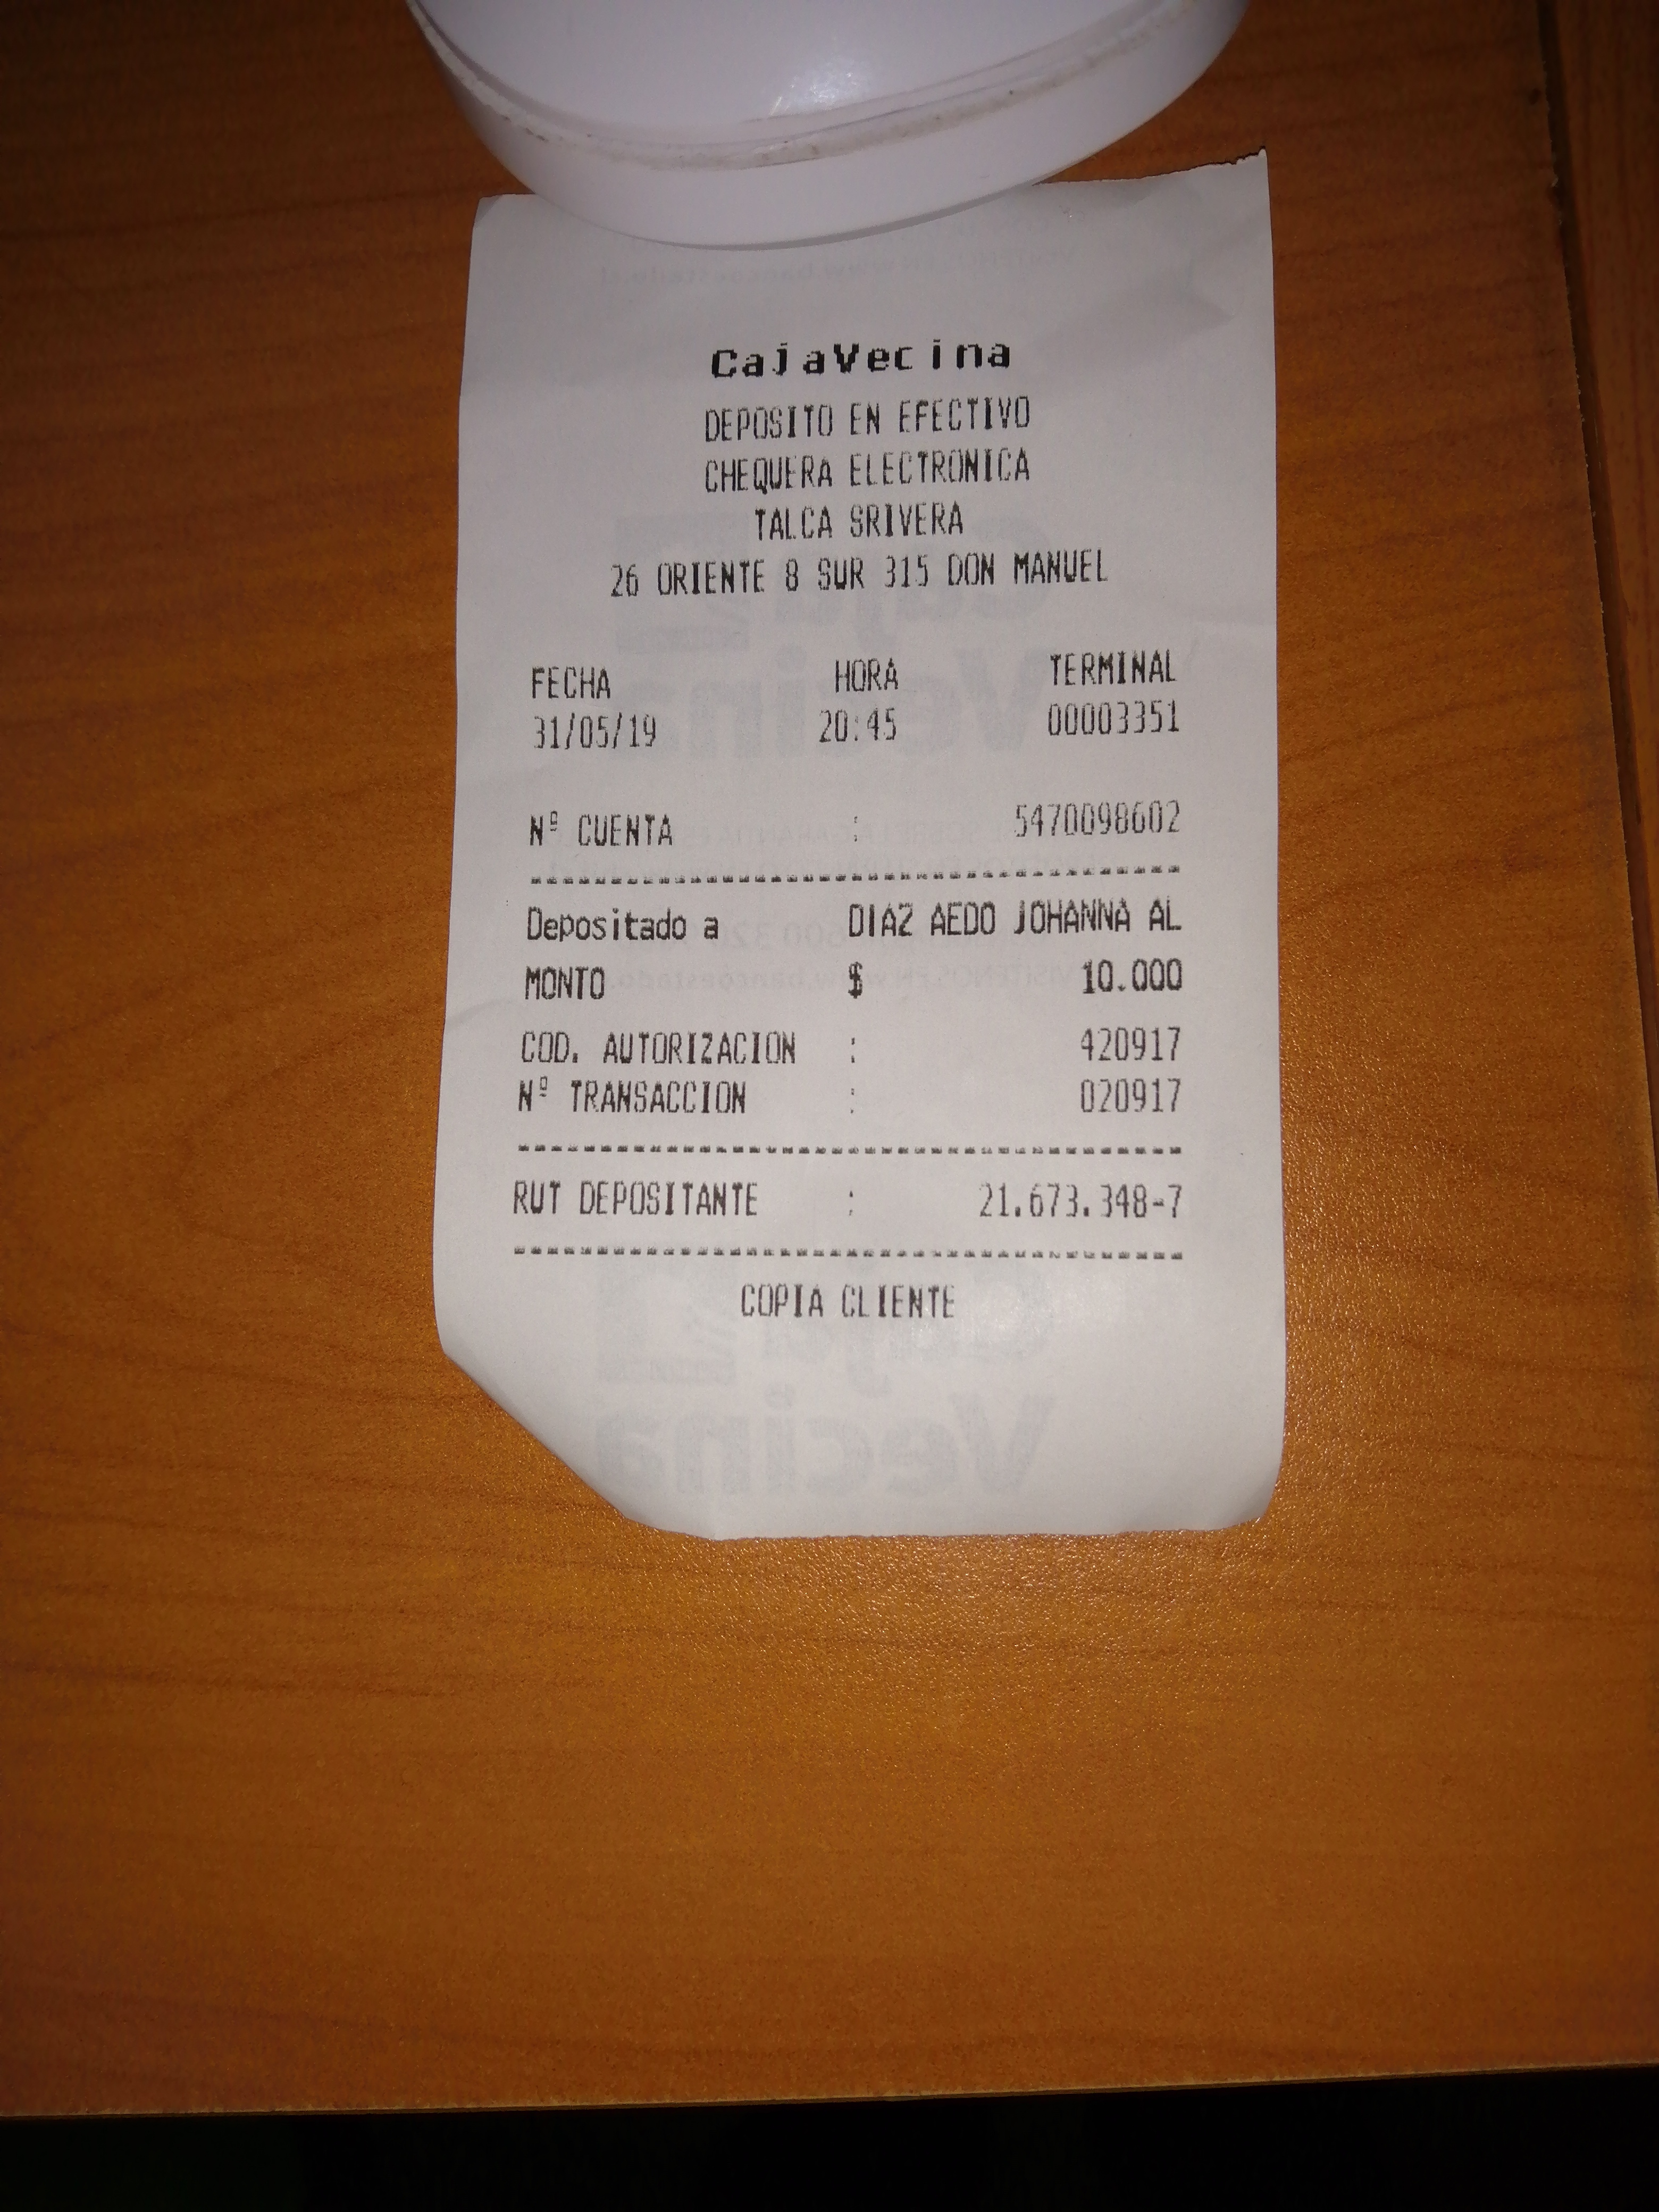 CajaVecina
DEPOSITO EN EFECTIVO
CHEQUERA ELECTRONICA
TALCA SRIVERA
26 ORIENTE 8 SUR 315 DON MANUEL
FECHA HORA TERMINAL
31/05/19 20:45 00003351
Nº CUENTA : 5470098602
Depositado a DIAZ AEDO JOHANNA AL
MONTO $ 10.000
COD. AUTORIZACION : 420917
Nº TRANSACCION : 020917
RUT DEPOSITANTE : 21.673.348-7
COPIA CLIENTE